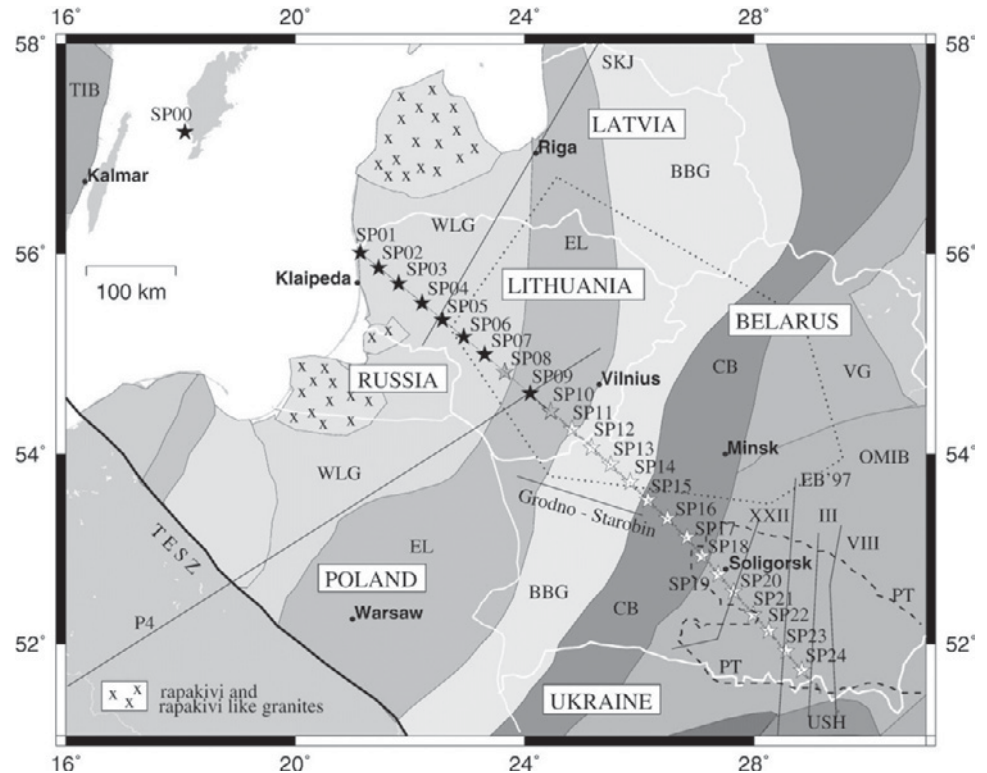 16° 20° 24° 28°
58° 58°
TIB
SP00
SKJ
LATVIA
Riga
Kalmar
BBG
WLG
56° 56°
SP01
SP02
EL
SP03
Klaipeda
LITHUANIA
100 km
SP04
SP05
SP06
BELARUS
SP07
SP08
RUSSIA
SP09
Vilnius
CB
VG
SP10
SP11
SP12
54° 54°
SP13
Minsk
OMIB
WLG
SP14
SP15
EB'97
Grodno - Starobin
SP16
XXII
III
SP17
VIII
TESZ
EL
SP18
Soligorsk
SP19
SP20
POLAND
BBG
SP21
PT
CB
SP22
Warsaw
P4
SP23
52° 52°
PT
SP24
x x x rapakivi and
rapakivi like granites
UKRAINE
USH
16° 20° 24° 28°